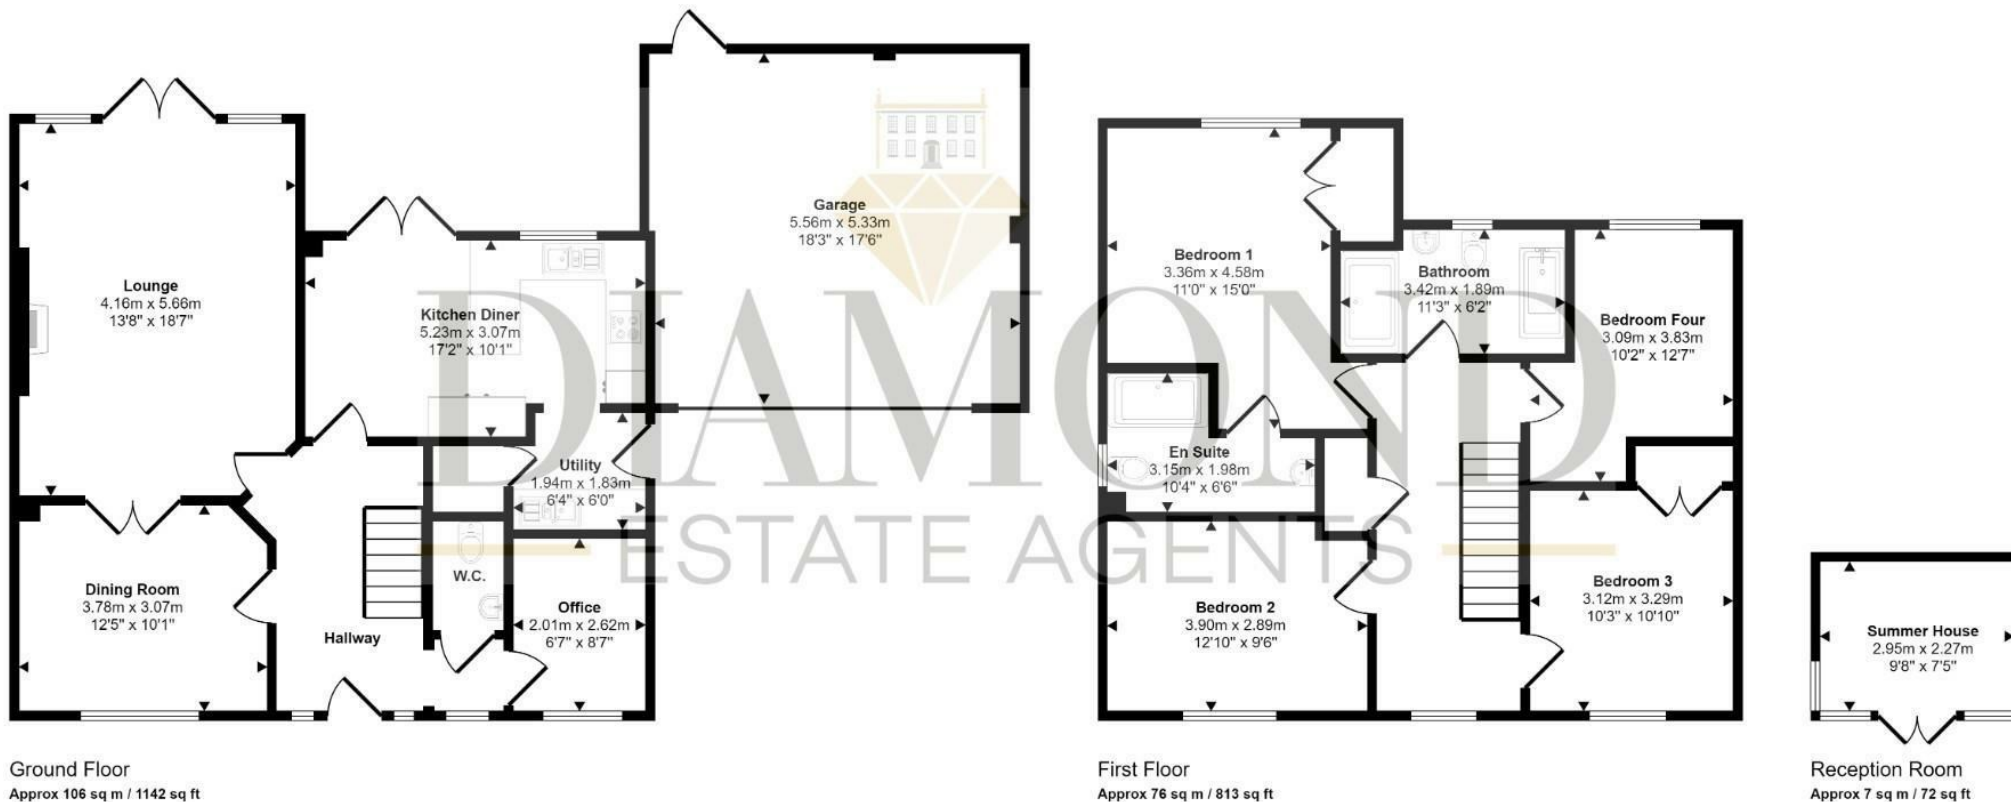 Garage
5.56m x 5.33m
18'3" x 17'6"
Lounge
4.16m x 5.66m
13'8" x 18'7"
Kitchen Diner
5.23m x 3.07m
17'2" x 10'1"
Utility
1.94m x 1.83m
6'4" x 6'0"
Dining Room
3.78m x 3.07m
12'5" x 10'1"
Hallway
W.C.
Office
2.01m x 2.62m
6'7" x 8'7"
Ground Floor
Approx 106 sq m / 1142 sq ft
Bedroom 1
3.36m x 4.58m
11'0" x 15'0"
Bathroom
3.42m x 1.89m
11'3" x 6'2"
Bedroom Four
3.09m x 3.83m
10'2" x 12'7"
En Suite
3.15m x 1.98m
10'4" x 6'6"
Bedroom 2
3.90m x 2.89m
12'10" x 9'6"
Bedroom 3
3.12m x 3.29m
10'3" x 10'10"
First Floor
Approx 76 sq m / 813 sq ft
Summer House
2.95m x 2.27m
9'8" x 7'5"
Reception Room
Approx 7 sq m / 72 sq ft
DIAMOND
ESTATE AGENTS